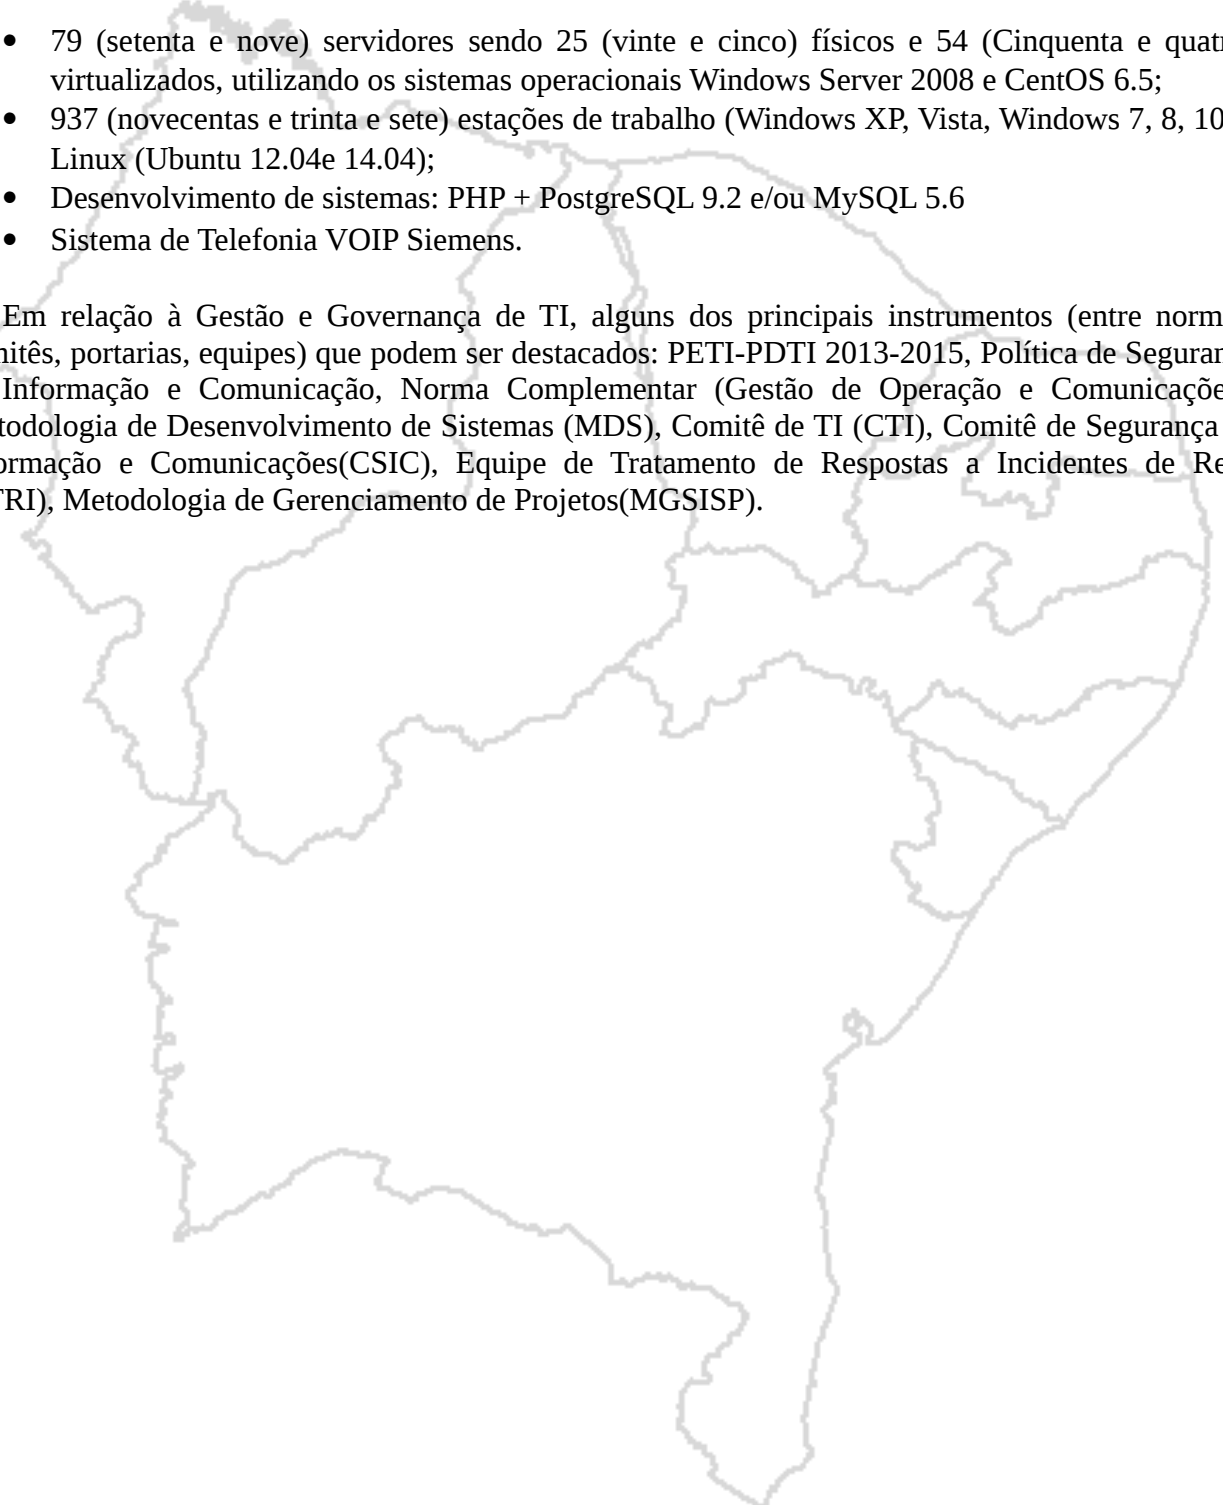 • 79 (setenta e nove) servidores sendo 25 (vinte e cinco) físicos e 54 (Cinquenta e quatr
virtualizados, utilizando os sistemas operacionais Windows Server 2008 e CentOS 6.5;
• 937 (novecentas e trinta e sete) estações de trabalho (Windows XP, Vista, Windows 7, 8, 10
Linux (Ubuntu 12.04e 14.04);
• Desenvolvimento de sistemas: PHP + PostgreSQL 9.2 e/ou MySQL 5.6
• Sistema de Telefonia VOIP Siemens.
Em relação à Gestão e Governança de TI, alguns dos principais instrumentos (entre norm
itês, portarias, equipes) que podem ser destacados: PETI-PDTI 2013-2015, Política de Seguran
Informação e Comunicação, Norma Complementar (Gestão de Operação e Comunicaçõe
todologia de Desenvolvimento de Sistemas (MDS), Comitê de TI (CTI), Comitê de Segurança
ormação e Comunicações(CSIC), Equipe de Tratamento de Respostas a Incidentes de Re
TRI), Metodologia de Gerenciamento de Projetos(MGSISP).